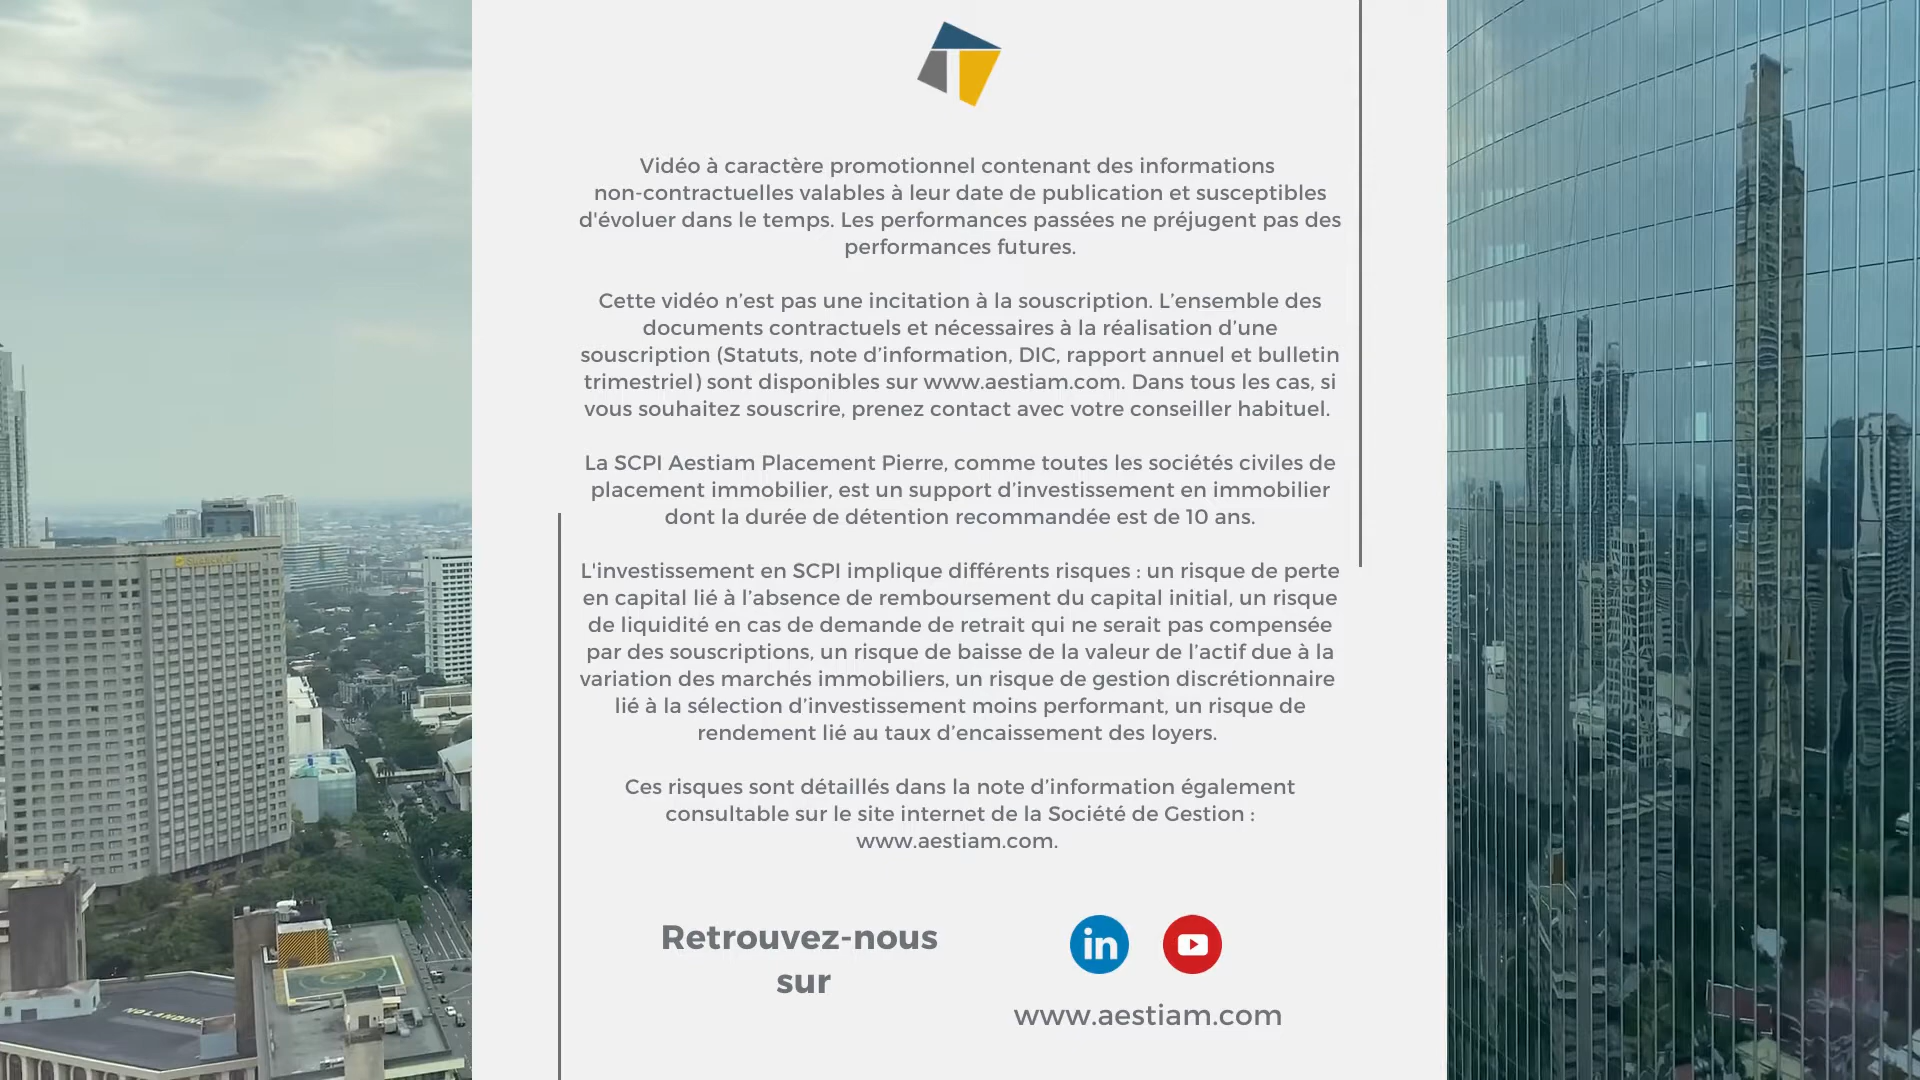 Vidéo à caractère promotionnel contenant des informations
non-contractuelles valables à leur date de publication et susceptibles
d'évoluer dans le temps. Les performances passées ne préjugent pas des
performances futures.
Cette vidéo n’est pas une incitation à la souscription. L’ensemble des
documents contractuels et nécessaires à la réalisation d’une
souscription (Statuts, note d’information, DIC, rapport annuel et bulletin
trimestriel) sont disponibles sur www.aestiam.com. Dans tous les cas, si
vous souhaitez souscrire, prenez contact avec votre conseiller habituel.
La SCPI Aestiam Placement Pierre, comme toutes les sociétés civiles de
placement immobilier, est un support d’investissement en immobilier
dont la durée de détention recommandée est de 10 ans.
L'investissement en SCPI implique différents risques : un risque de perte
en capital lié à l’absence de remboursement du capital initial, un risque
de liquidité en cas de demande de retrait qui ne serait pas compensée
par des souscriptions, un risque de baisse de la valeur de l’actif due à la
variation des marchés immobiliers, un risque de gestion discrétionnaire
lié à la sélection d’investissement moins performant, un risque de
rendement lié au taux d’encaissement des loyers.
Ces risques sont détaillés dans la note d’information également
consultable sur le site internet de la Société de Gestion :
www.aestiam.com.
Retrouvez-nous
sur
in
www.aestiam.com
NO LANDING